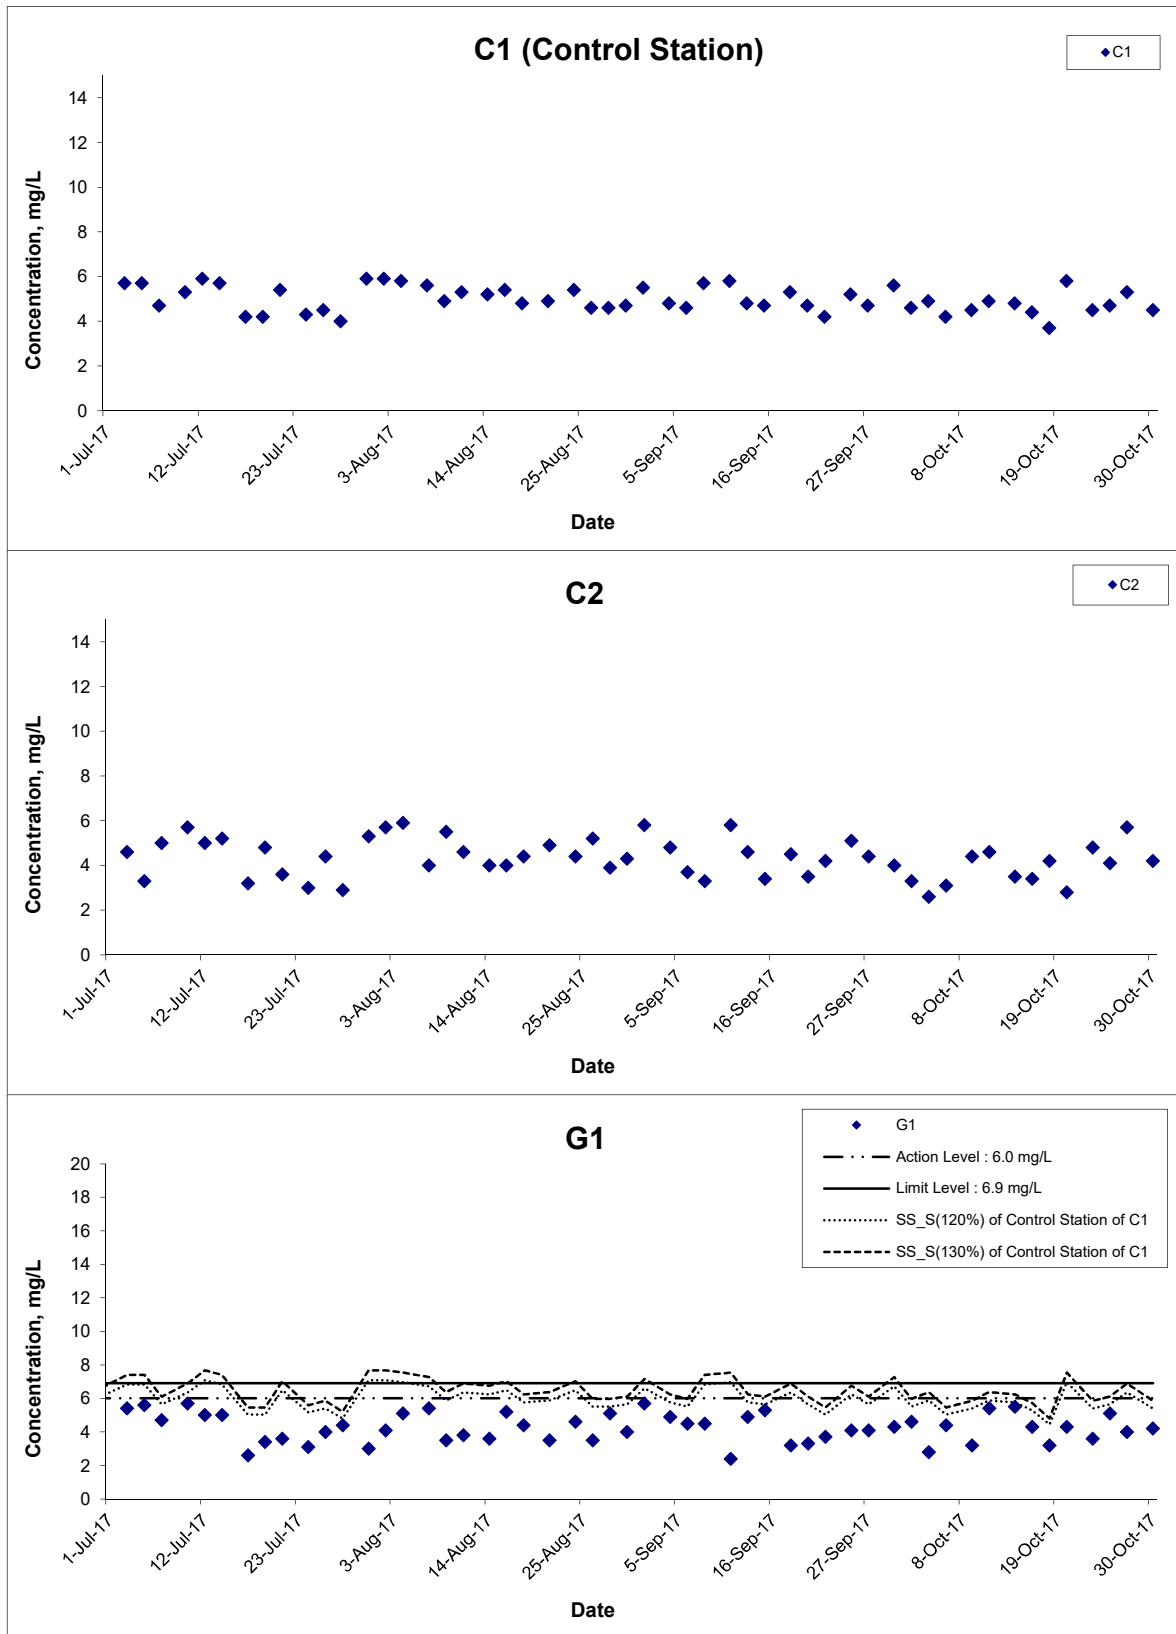 C1 (Control Station)
C1
Concentration, mg/L
14
12
10
8
6
4
2
0
1-Jul-17
12-Jul-17
23-Jul-17
3-Aug-17
14-Aug-17
25-Aug-17
5-Sep-17
16-Sep-17
27-Sep-17
8-Oct-17
19-Oct-17
30-Oct-17
Date
C2
C2
Concentration, mg/L
14
12
10
8
6
4
2
0
1-Jul-17
12-Jul-17
23-Jul-17
3-Aug-17
14-Aug-17
25-Aug-17
5-Sep-17
16-Sep-17
27-Sep-17
8-Oct-17
19-Oct-17
30-Oct-17
Date
G1
G1
Action Level : 6.0 mg/L
Limit Level : 6.9 mg/L
SS_S(120%) of Control Station of C1
SS_S(130%) of Control Station of C1
Concentration, mg/L
20
18
16
14
12
10
8
6
4
2
0
1-Jul-17
12-Jul-17
23-Jul-17
3-Aug-17
14-Aug-17
25-Aug-17
5-Sep-17
16-Sep-17
27-Sep-17
8-Oct-17
19-Oct-17
30-Oct-17
Date